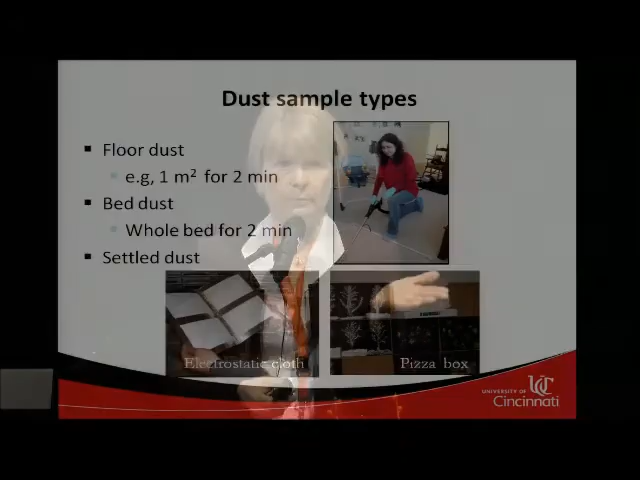 Dust sample types
▪ Floor dust
▪ e.g, 1 m² for 2 min
▪ Bed dust
▪ Whole bed for 2 min
▪ Settled dust
Electrostatic cloth
Pizza box
UNIVERSITY OF
UC
Cincinnati